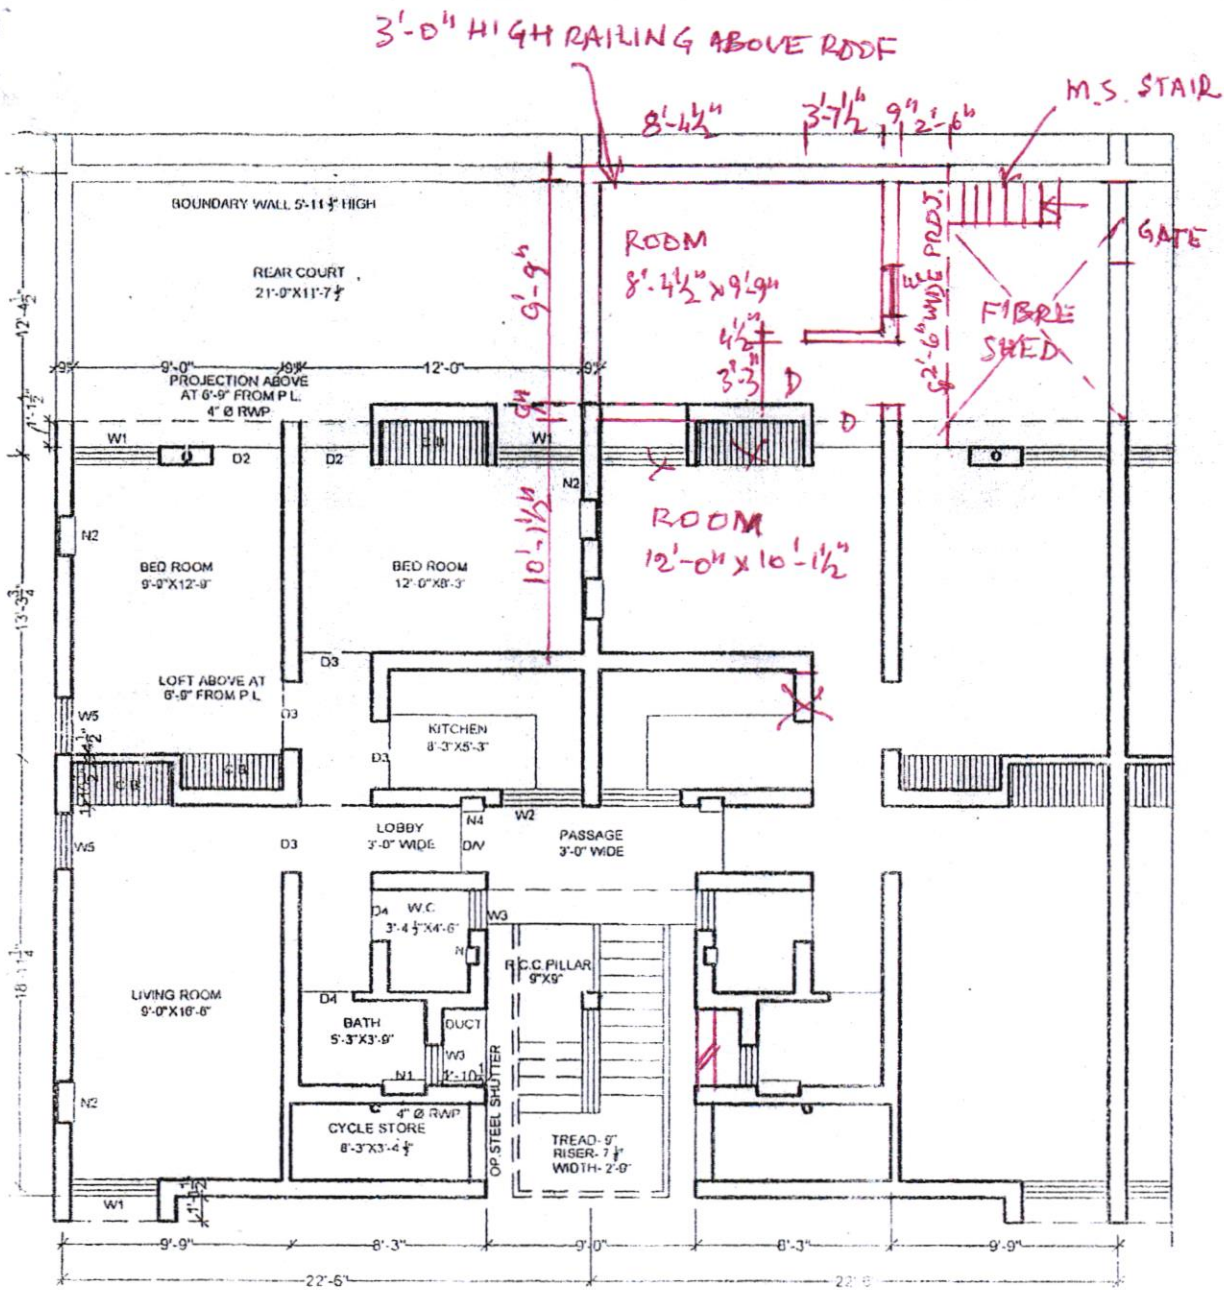 3'-0" HIGH RAILING ABOVE ROOF
M.S. STAIR
8'-4½"
3'-7½"
9"
2'-6"
BOUNDARY WALL 5'-11¾" HIGH
ROOM
8'-4½" x 9'-9"
GATE
REAR COURT
9'-9"
2'-6" WIDE PROJ.
12'-4½"
FIBRE
SHED
4½"
3'-3"
D
9"
9'-0"
9"
12'-0"
9"
PROJECTION ABOVE
AT 6'-9" FROM P.L.
4" Ø RWP
1'-1½"
9"
D
W1
D2
D2
C B
W1
N2
10'-1½"
ROOM
12'-0" x 10'-1½"
N2
BED ROOM
BED ROOM
12'-0"X8'-3"
13'-3¾"
D3
LOFT ABOVE AT
6'-9" FROM P.L
W5
D3
KITCHEN
8'-3"X5'-3"
D3
C B
C B
W5
D3
LOBBY
3'-0" WIDE
N4
D/V
W2
PASSAGE
3'-0" WIDE
D4
W.C
3'-4½"X4'-6"
W3
N
R.C.C.PILLAR
9"X9"
18'-11¼"
LIVING ROOM
D4
BATH
5'-3"X3'-9"
DUCT
W3
N1
1'-10½"
OP.STEEL SHUTTER
N2
4" Ø RWP
CYCLE STORE
8'-3"X3'-4½"
TREAD- 9"
RISER- 7½"
WIDTH- 2'-9"
W1
1'-1½"
9'-9"
8'-3"
9'-0"
8'-3"
9'-9"
22'-6"